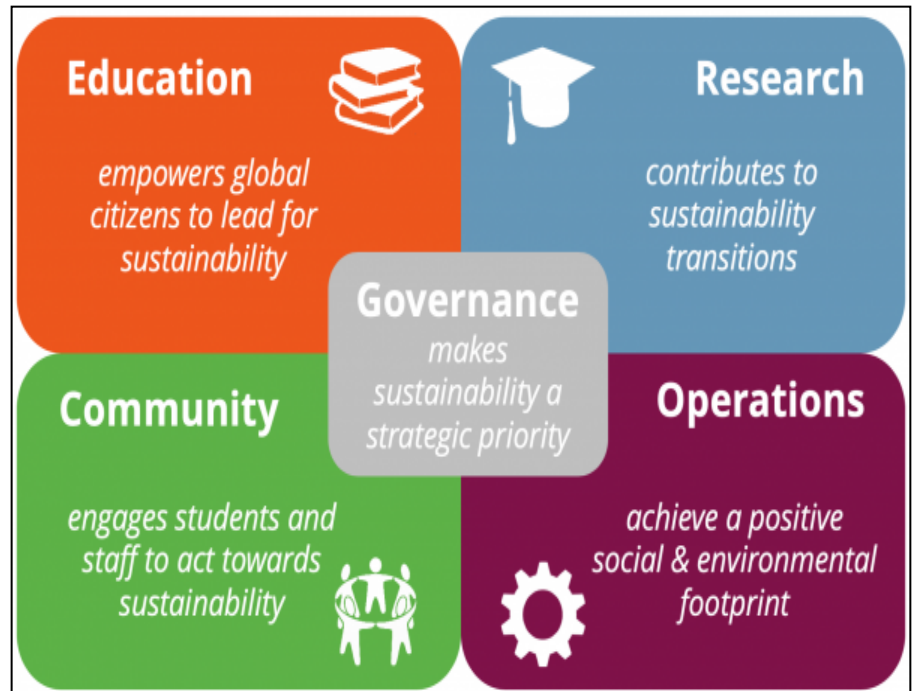 Education
empowers global
citizens to lead for
sustainability
Research
contributes to
sustainability
transitions
Governance
makes
sustainability a
strategic priority
Community
engages students and
staff to act towards
sustainability
Operations
achieve a positive
social & environmental
footprint